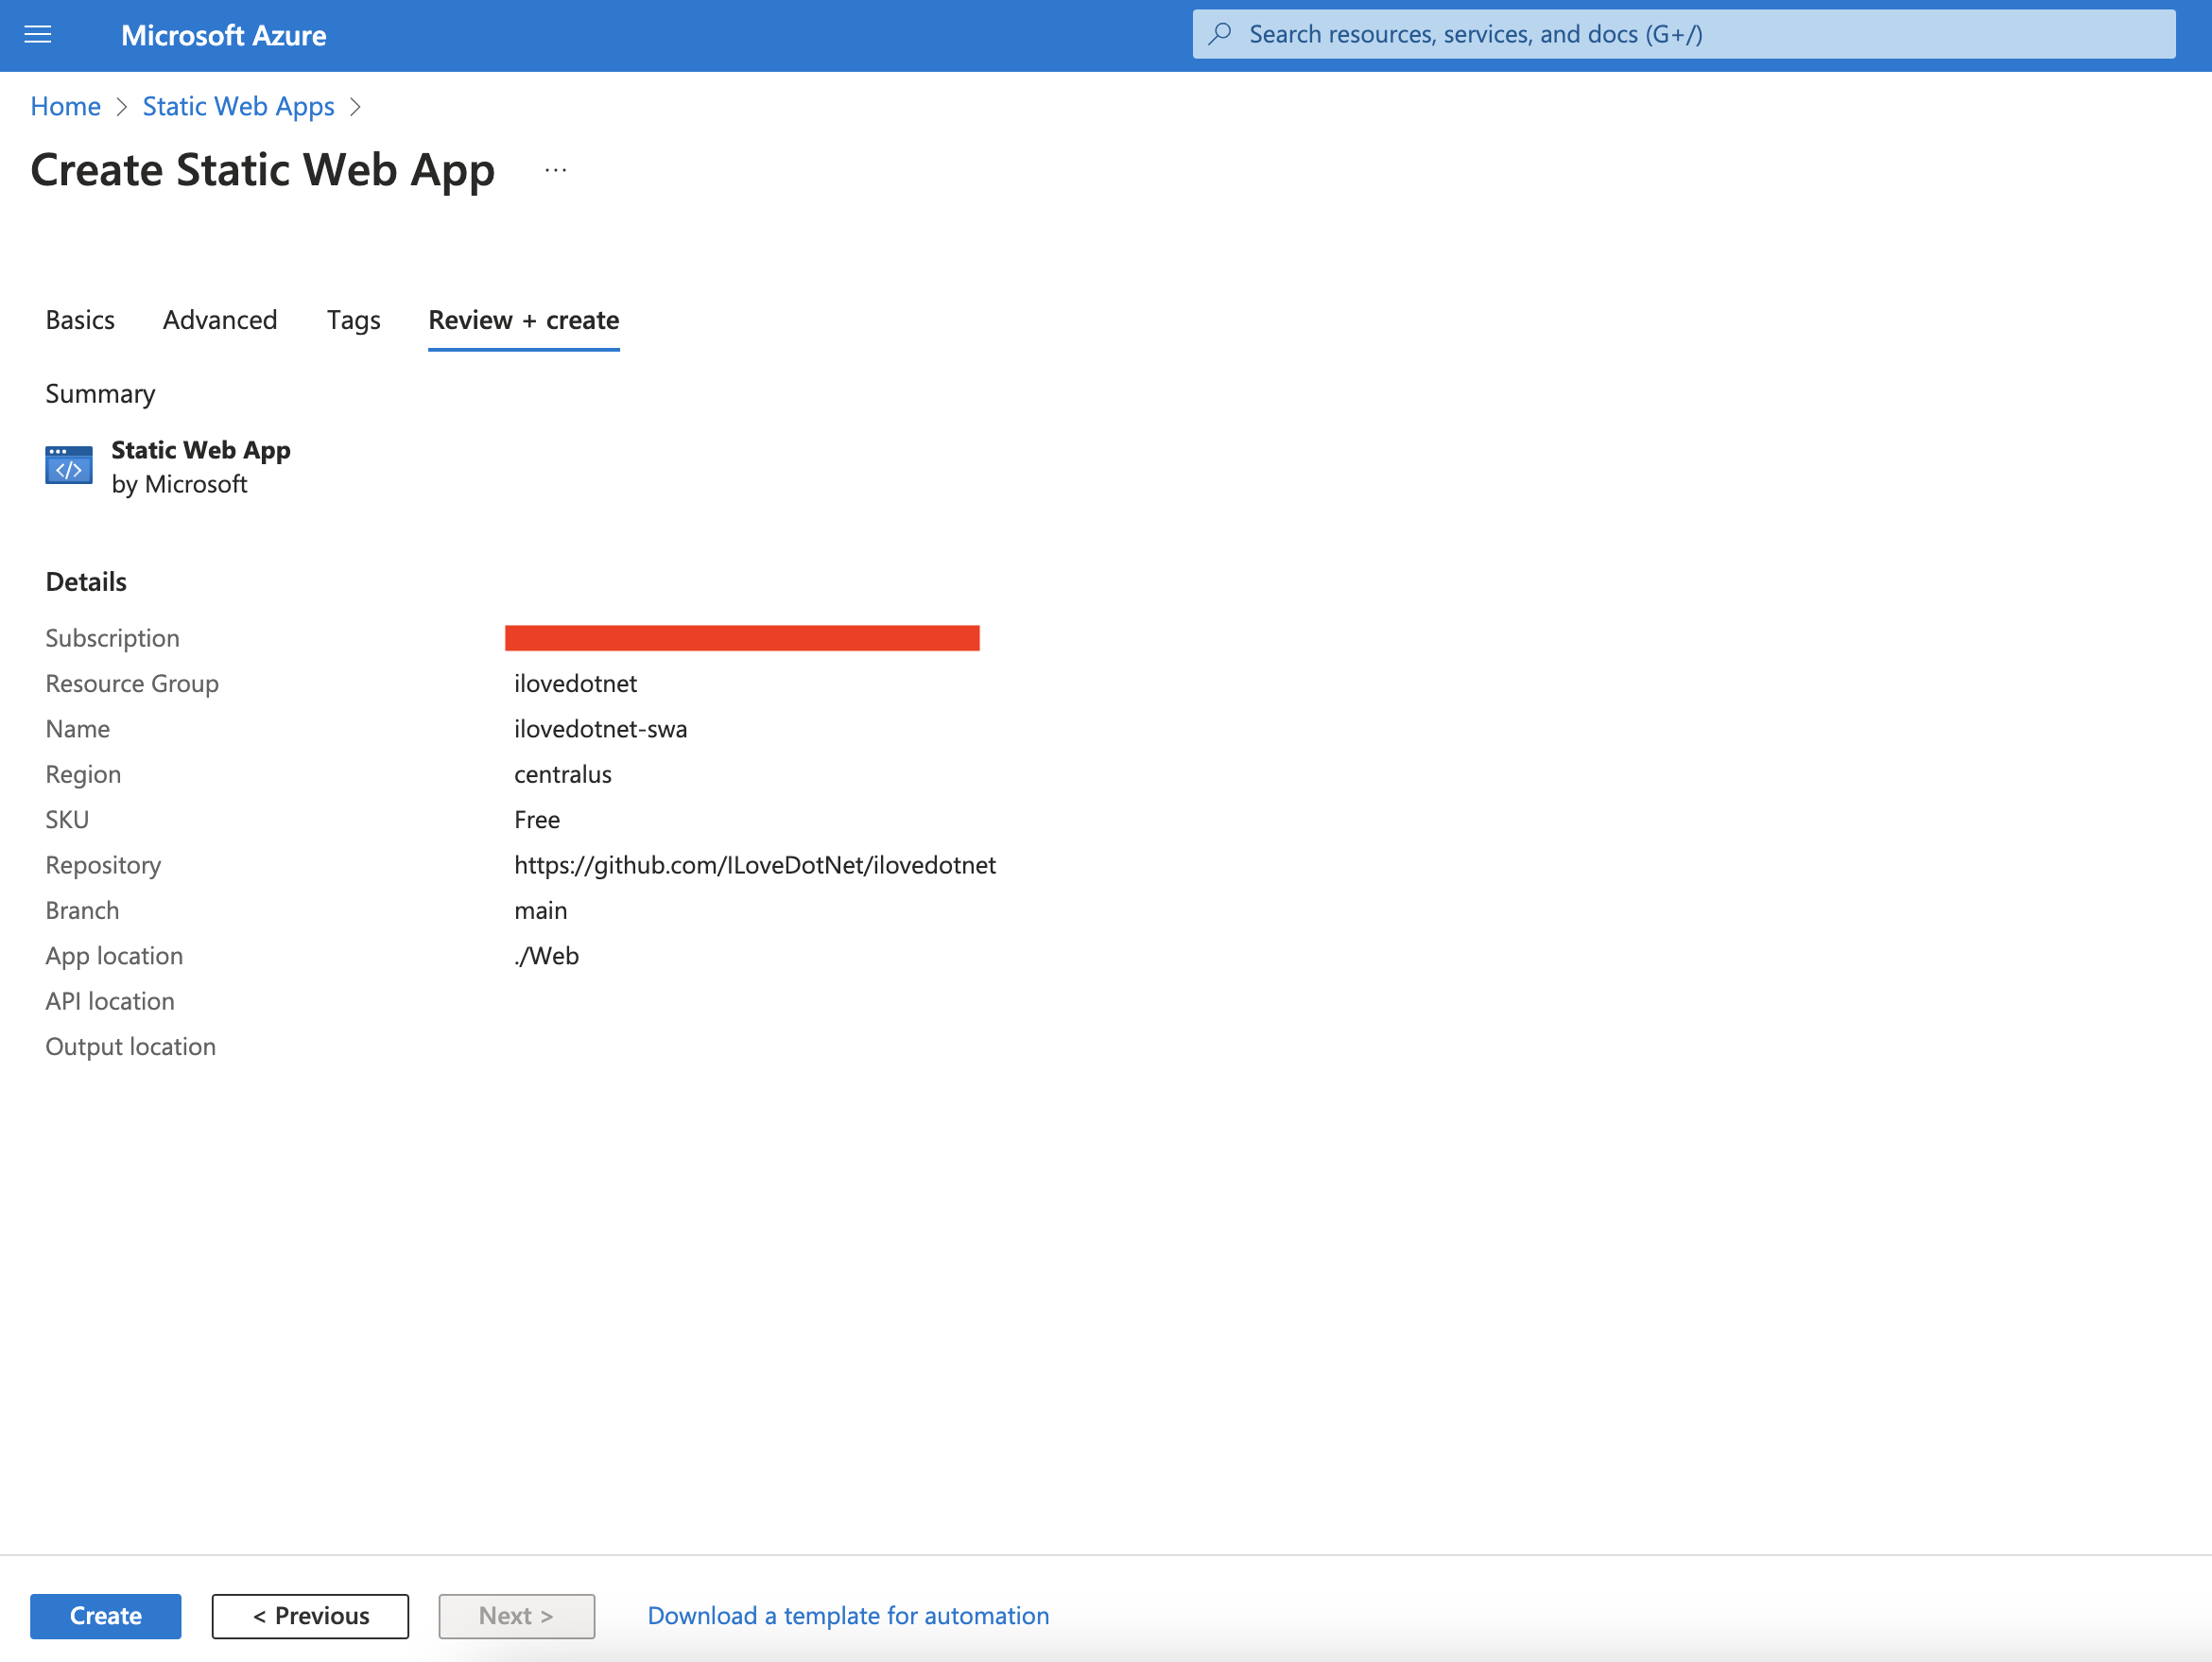 Microsoft Azure
Search resources, services, and docs (G+/)
Home > Static Web Apps >
Create Static Web App ...
Basics Advanced Tags Review + create
Summary
Static Web App
by Microsoft
Details
Subscription
Resource Group ilovedotnet
Name ilovedotnet-swa
Region centralus
SKU Free
Repository https://github.com/ILoveDotNet/ilovedotnet
Branch main
App location ./Web
API location
Output location
Create < Previous Next > Download a template for automation